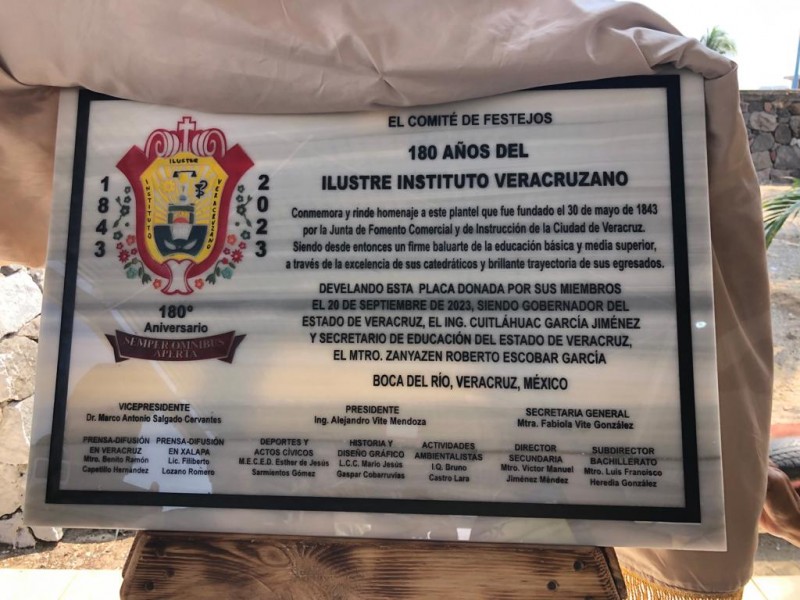 EL COMITÉ DE FESTEJOS
180 AÑOS DEL
ILUSTRE INSTITUTO VERACRUZANO
Conmemora y rinde homenaje a este plantel que fue fundado el 30 de mayo de 1843
por la Junta de Fomento Comercial y de Instrucción de la Ciudad de Veracruz.
Siendo desde entonces un firme baluarte de la educación básica y media superior,
a través de la excelencia de sus catedráticos y brillante trayectoria de sus egresados.
DEVELANDO ESTA PLACA DONADA POR SUS MIEMBROS
EL 20 DE SEPTIEMBRE DE 2023, SIENDO GOBERNADOR DEL
ESTADO DE VERACRUZ, EL ING. CUITLÁHUAC GARCÍA JIMÉNEZ
Y SECRETARIO DE EDUCACIÓN DEL ESTADO DE VERACRUZ,
EL MTRO. ZANYAZEN ROBERTO ESCOBAR GARCÍA
BOCA DEL RÍO, VERACRUZ, MÉXICO
1843
ILUSTRE
INSTITUTO
VERACRUZANO
2023
180º
Aniversario
SEMPER OMNIBUS
APERTA
VICEPRESIDENTE
Dr. Marco Antonio Salgado Cervantes
PRESIDENTE
Ing. Alejandro Vite Mendoza
SECRETARIA GENERAL
Mtra. Fabiola Vite González
PRENSA-DIFUSIÓN
EN VERACRUZ
Mtro. Benito Ramón
Capetillo Hernández
PRENSA-DIFUSIÓN
EN XALAPA
Lic. Filiberto
Lozano Romero
DEPORTES Y
ACTOS CÍVICOS
M.E.C.E.D. Esther de Jesús
Sarmientos Gómez
HISTORIA Y
DISEÑO GRÁFICO
L.C.C. Mario Jesús
Gaspar Cobarruvias
ACTIVIDADES
AMBIENTALISTAS
I.Q. Bruno
Castro Lara
DIRECTOR
SECUNDARIA
Mtro. Víctor Manuel
Jiménez Méndez
SUBDIRECTOR
BACHILLERATO
Mtro. Luis Francisco
Heredia González